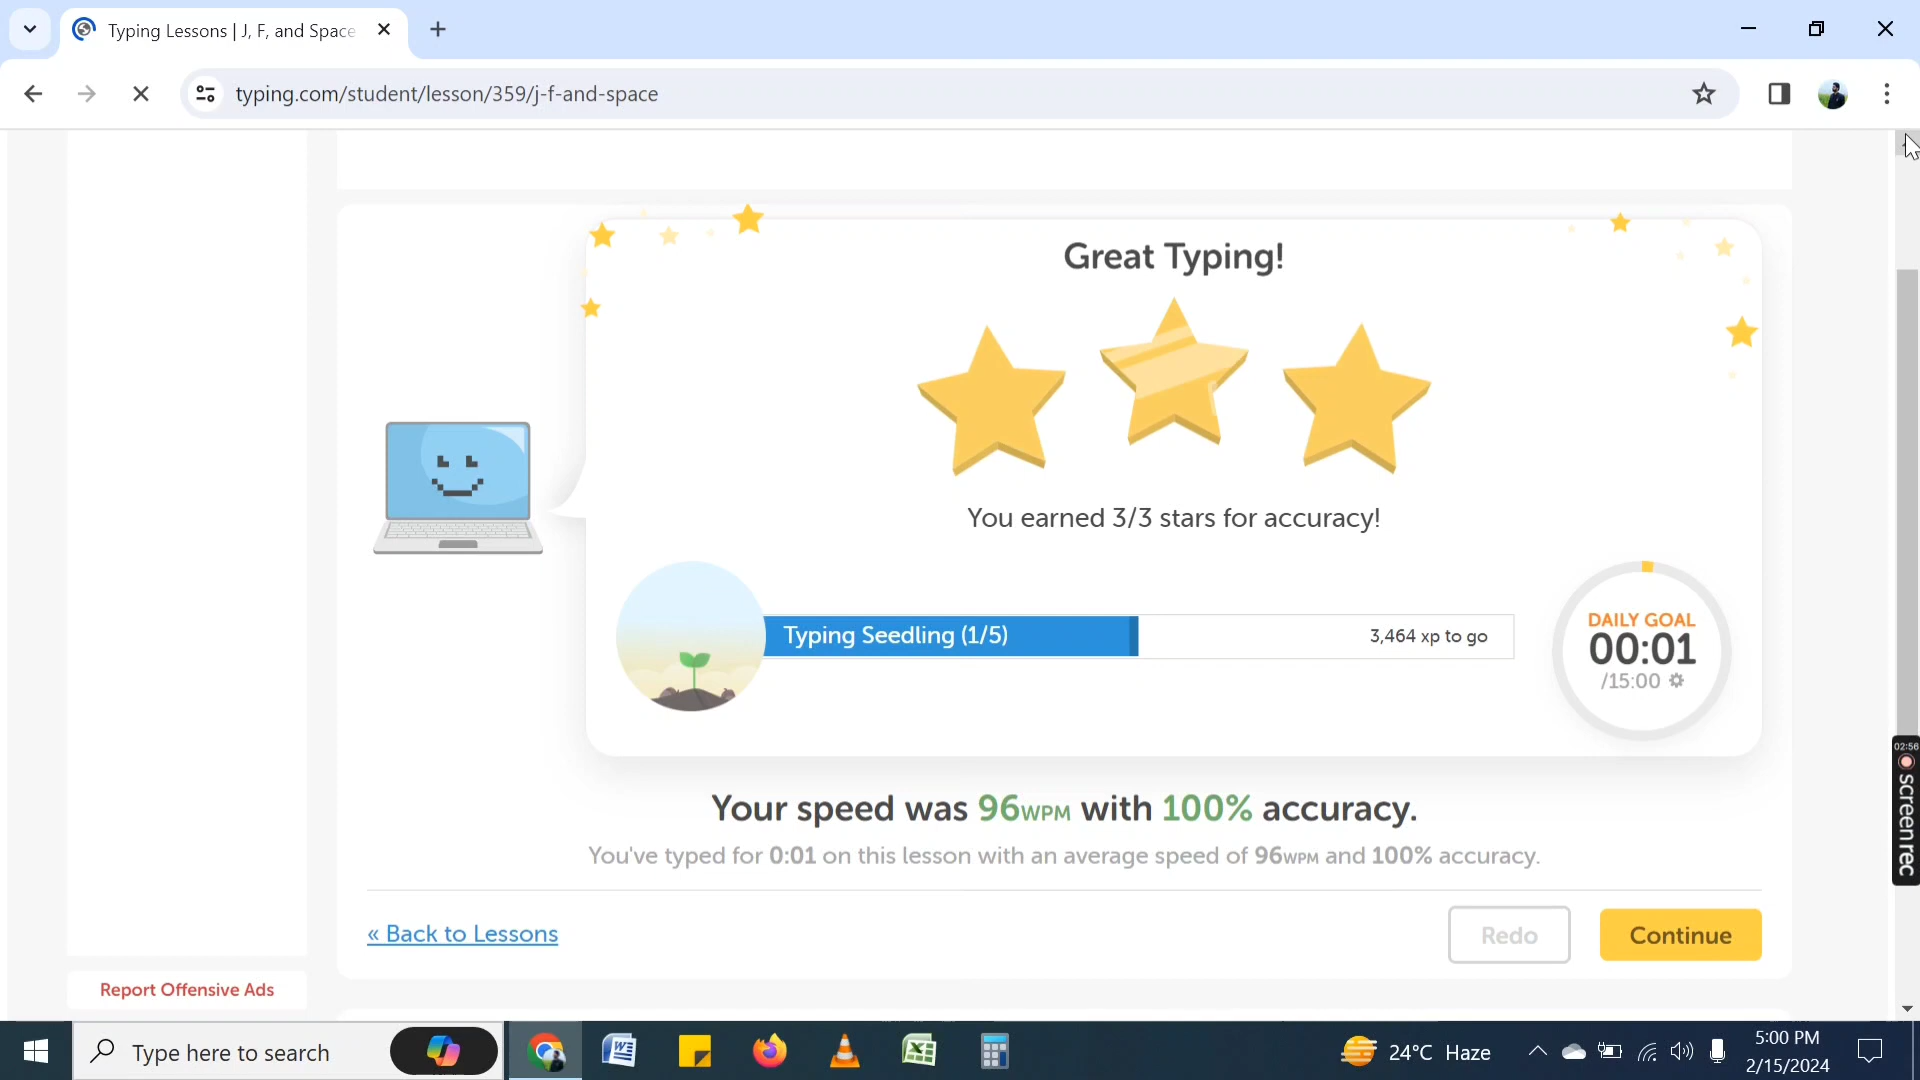 Typing Lessons | J, F, and Space
typing.com/student/lesson/359/j-f-and-space
Great Typing!
You earned 3/3 stars for accuracy!
Typing Seedling (1/5)
3,464 xp to go
DAILY GOAL
00:01
/15:00
Your speed was 96WPM with 100% accuracy.
You've typed for 0:01 on this lesson with an average speed of 96WPM and 100% accuracy.
« Back to Lessons
Redo
Continue
Report Offensive Ads
02:56
screenrec
Type here to search
24°C Haze
5:00 PM
2/15/2024